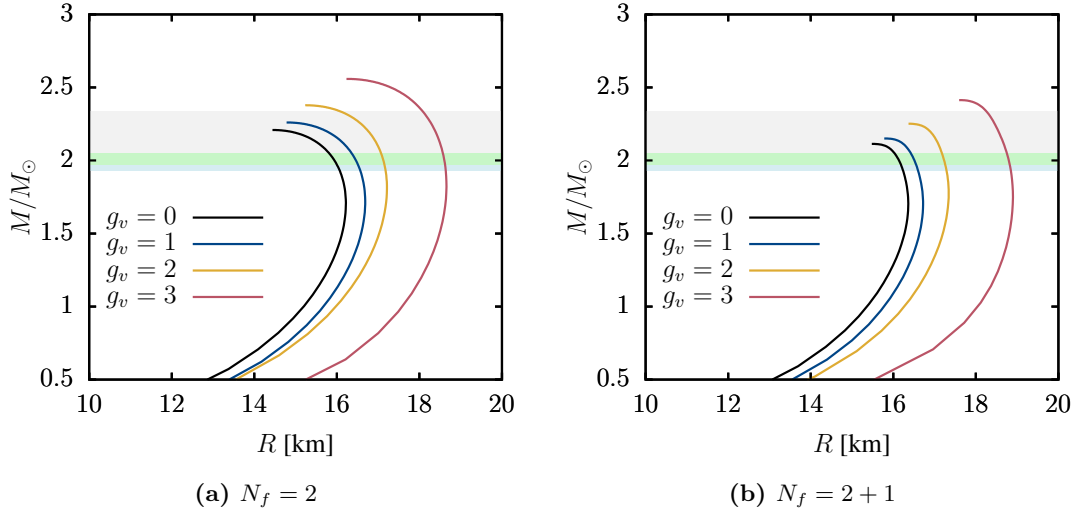 3
2.5
2
1.5
1
0.5
M/M⊙
g_v = 0
g_v = 1
g_v = 2
g_v = 3
10 12 14 16 18 20
R [km]
(a) N_f = 2
3
2.5
2
1.5
1
0.5
M/M⊙
g_v = 0
g_v = 1
g_v = 2
g_v = 3
10 12 14 16 18 20
R [km]
(b) N_f = 2 + 1